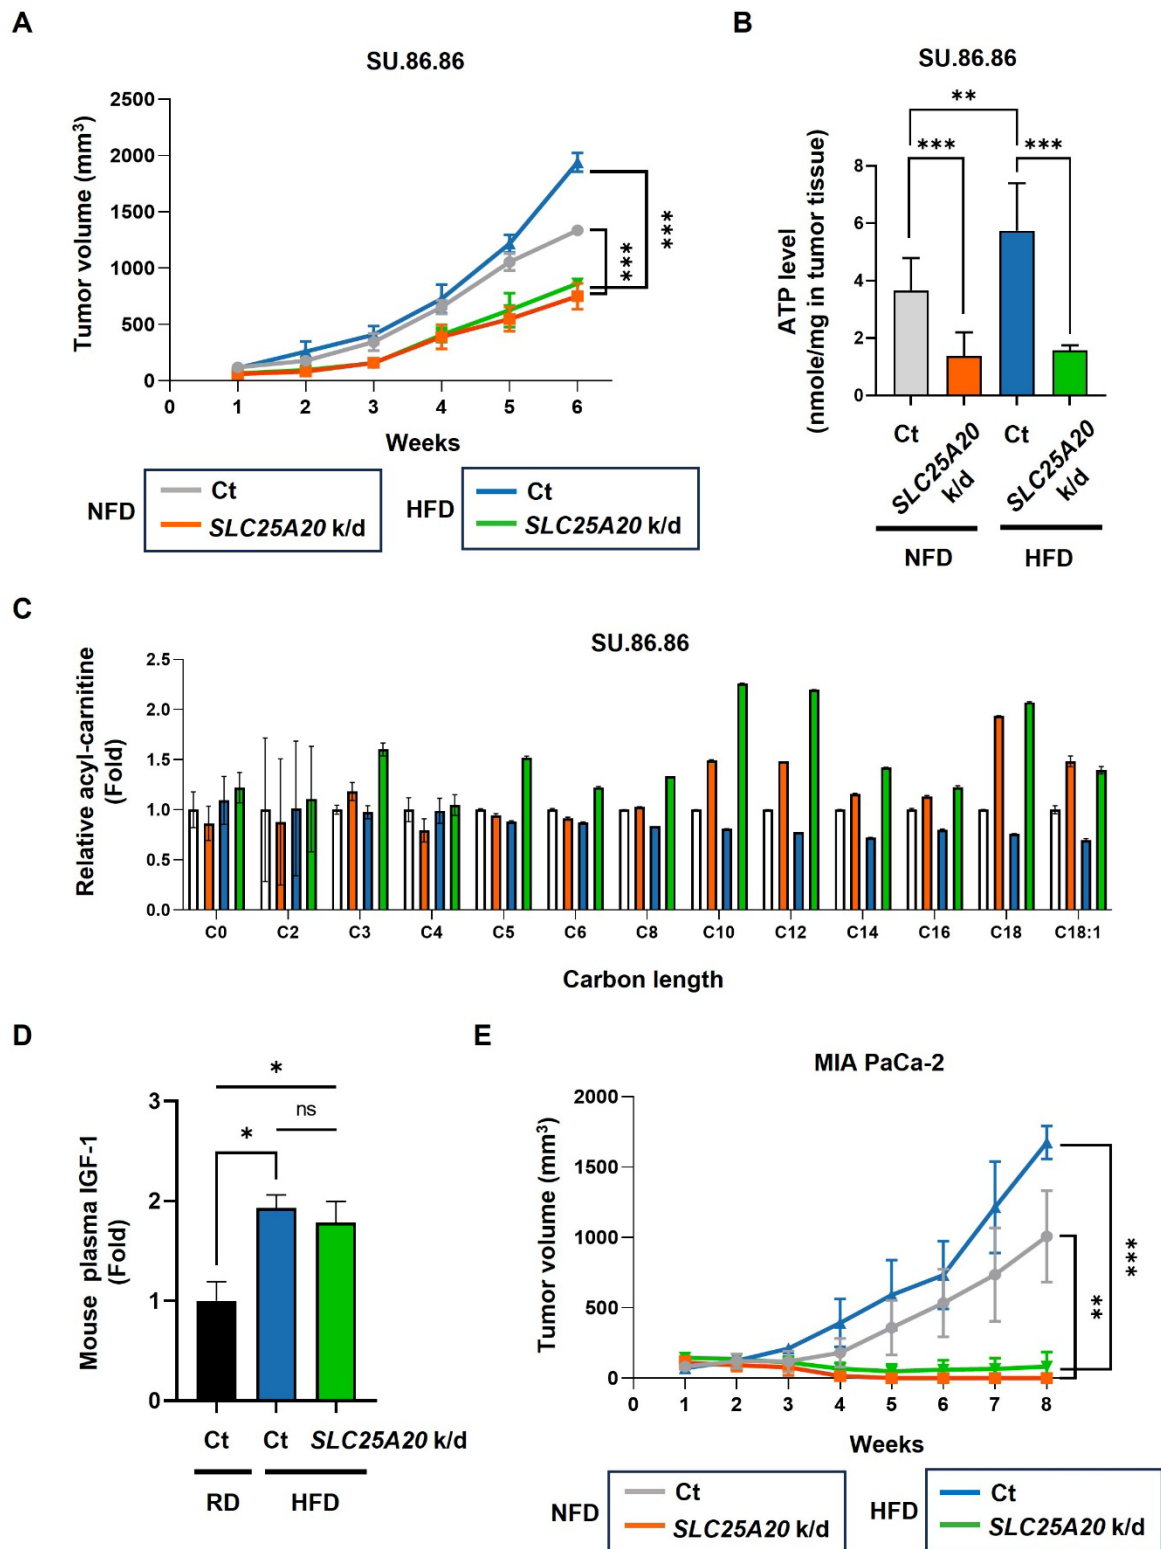 A
SU.86.86
Tumor volume (mm³)
2500
2000
1500
1000
500
0
0 1 2 3 4 5 6
Weeks
***
***
NFD
Ct
SLC25A20 k/d
HFD
Ct
SLC25A20 k/d
B
SU.86.86
ATP level
(nmole/mg in tumor tissue)
**
***
***
8
6
4
2
0
Ct
SLC25A20
k/d
Ct
SLC25A20
k/d
NFD
HFD
C
SU.86.86
Relative acyl-carnitine
(Fold)
2.5
2.0
1.5
1.0
0.5
0.0
C0 C2 C3 C4 C5 C6 C8 C10 C12 C14 C16 C18 C18:1
Carbon length
D
Mouse plasma IGF-1
(Fold)
*
ns
*
3
2
1
0
Ct Ct SLC25A20 k/d
RD HFD
E
MIA PaCa-2
Tumor volume (mm³)
2000
1500
1000
500
0
0 1 2 3 4 5 6 7 8
Weeks
**
***
NFD
Ct
SLC25A20 k/d
HFD
Ct
SLC25A20 k/d